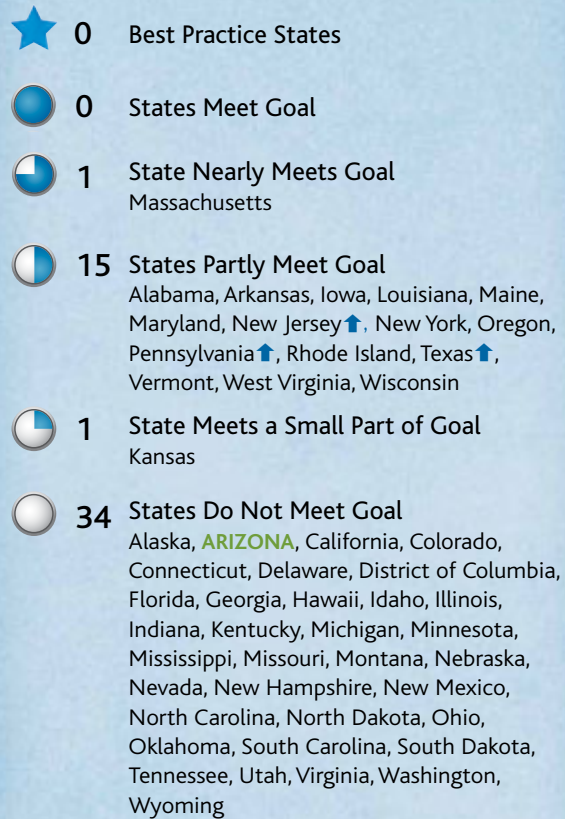 0 Best Practice States
0 States Meet Goal
1 State Nearly Meets Goal
Massachusetts
15 States Partly Meet Goal
Alabama, Arkansas, Iowa, Louisiana, Maine,
Maryland, New Jersey⬆, New York, Oregon,
Pennsylvania⬆, Rhode Island, Texas⬆,
Vermont, West Virginia, Wisconsin
1 State Meets a Small Part of Goal
Kansas
34 States Do Not Meet Goal
Alaska, ARIZONA, California, Colorado,
Connecticut, Delaware, District of Columbia,
Florida, Georgia, Hawaii, Idaho, Illinois,
Indiana, Kentucky, Michigan, Minnesota,
Mississippi, Missouri, Montana, Nebraska,
Nevada, New Hampshire, New Mexico,
North Carolina, North Dakota, Ohio,
Oklahoma, South Carolina, South Dakota,
Tennessee, Utah, Virginia, Washington,
Wyoming